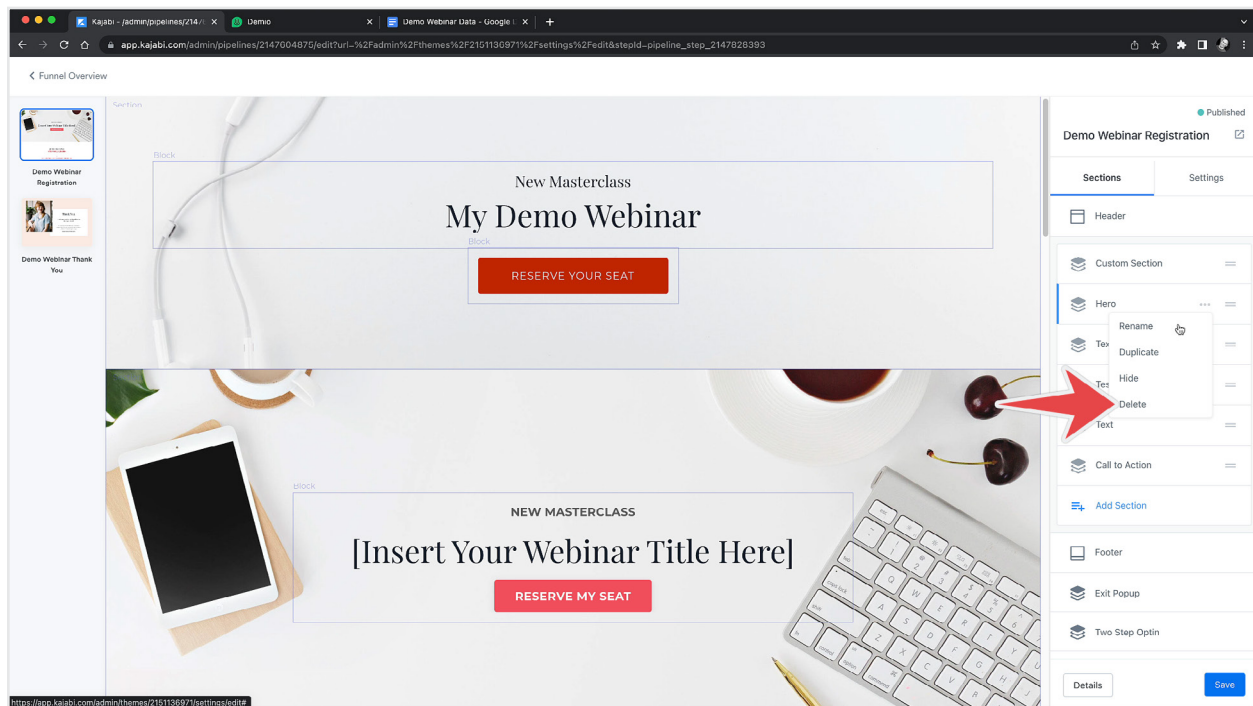 Kajabi - /admin/pipelines/2147
Demio
Demo Webinar Data - Google
app.kajabi.com/admin/pipelines/2147604875/edit?url=%2Fadmin%2Fthemes%2F2151136971%2Fsettings%2Fedit&stepId=pipeline_step_2147828393
Funnel Overview
Demo Webinar
Registration
Demo Webinar Thank
You
Section
Block
New Masterclass
My Demo Webinar
Block
RESERVE YOUR SEAT
Block
NEW MASTERCLASS
[Insert Your Webinar Title Here]
RESERVE MY SEAT
Published
Demo Webinar Registration
Sections
Settings
Header
Custom Section
Hero
Rename
Tex
Duplicate
Hide
Tes
Delete
Text
Call to Action
Add Section
Footer
Exit Popup
Two Step Optin
Details
Save
https://app.kajabi.com/admin/themes/2151136971/settings/edit#